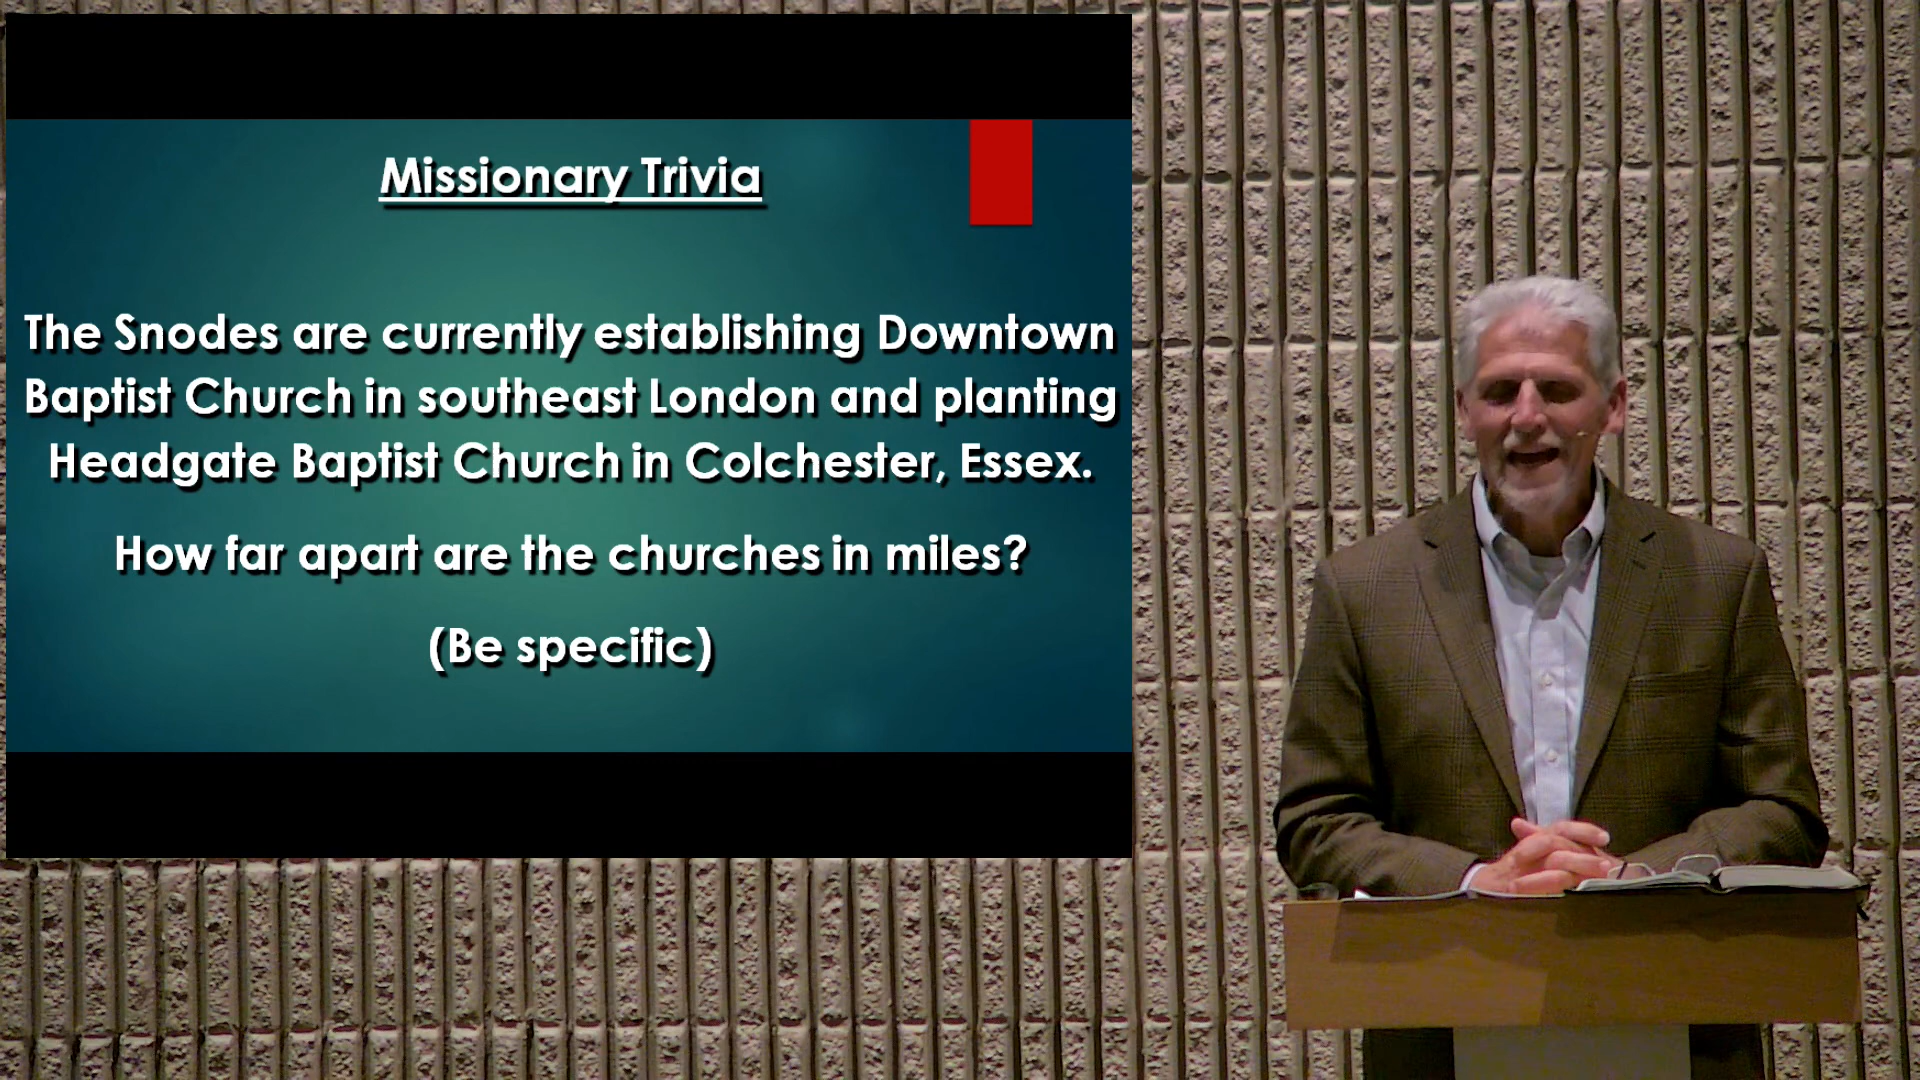 Missionary Trivia
The Snodes are currently establishing Downtown
Baptist Church in southeast London and planting
Headgate Baptist Church in Colchester, Essex.
How far apart are the churches in miles?
(Be specific)